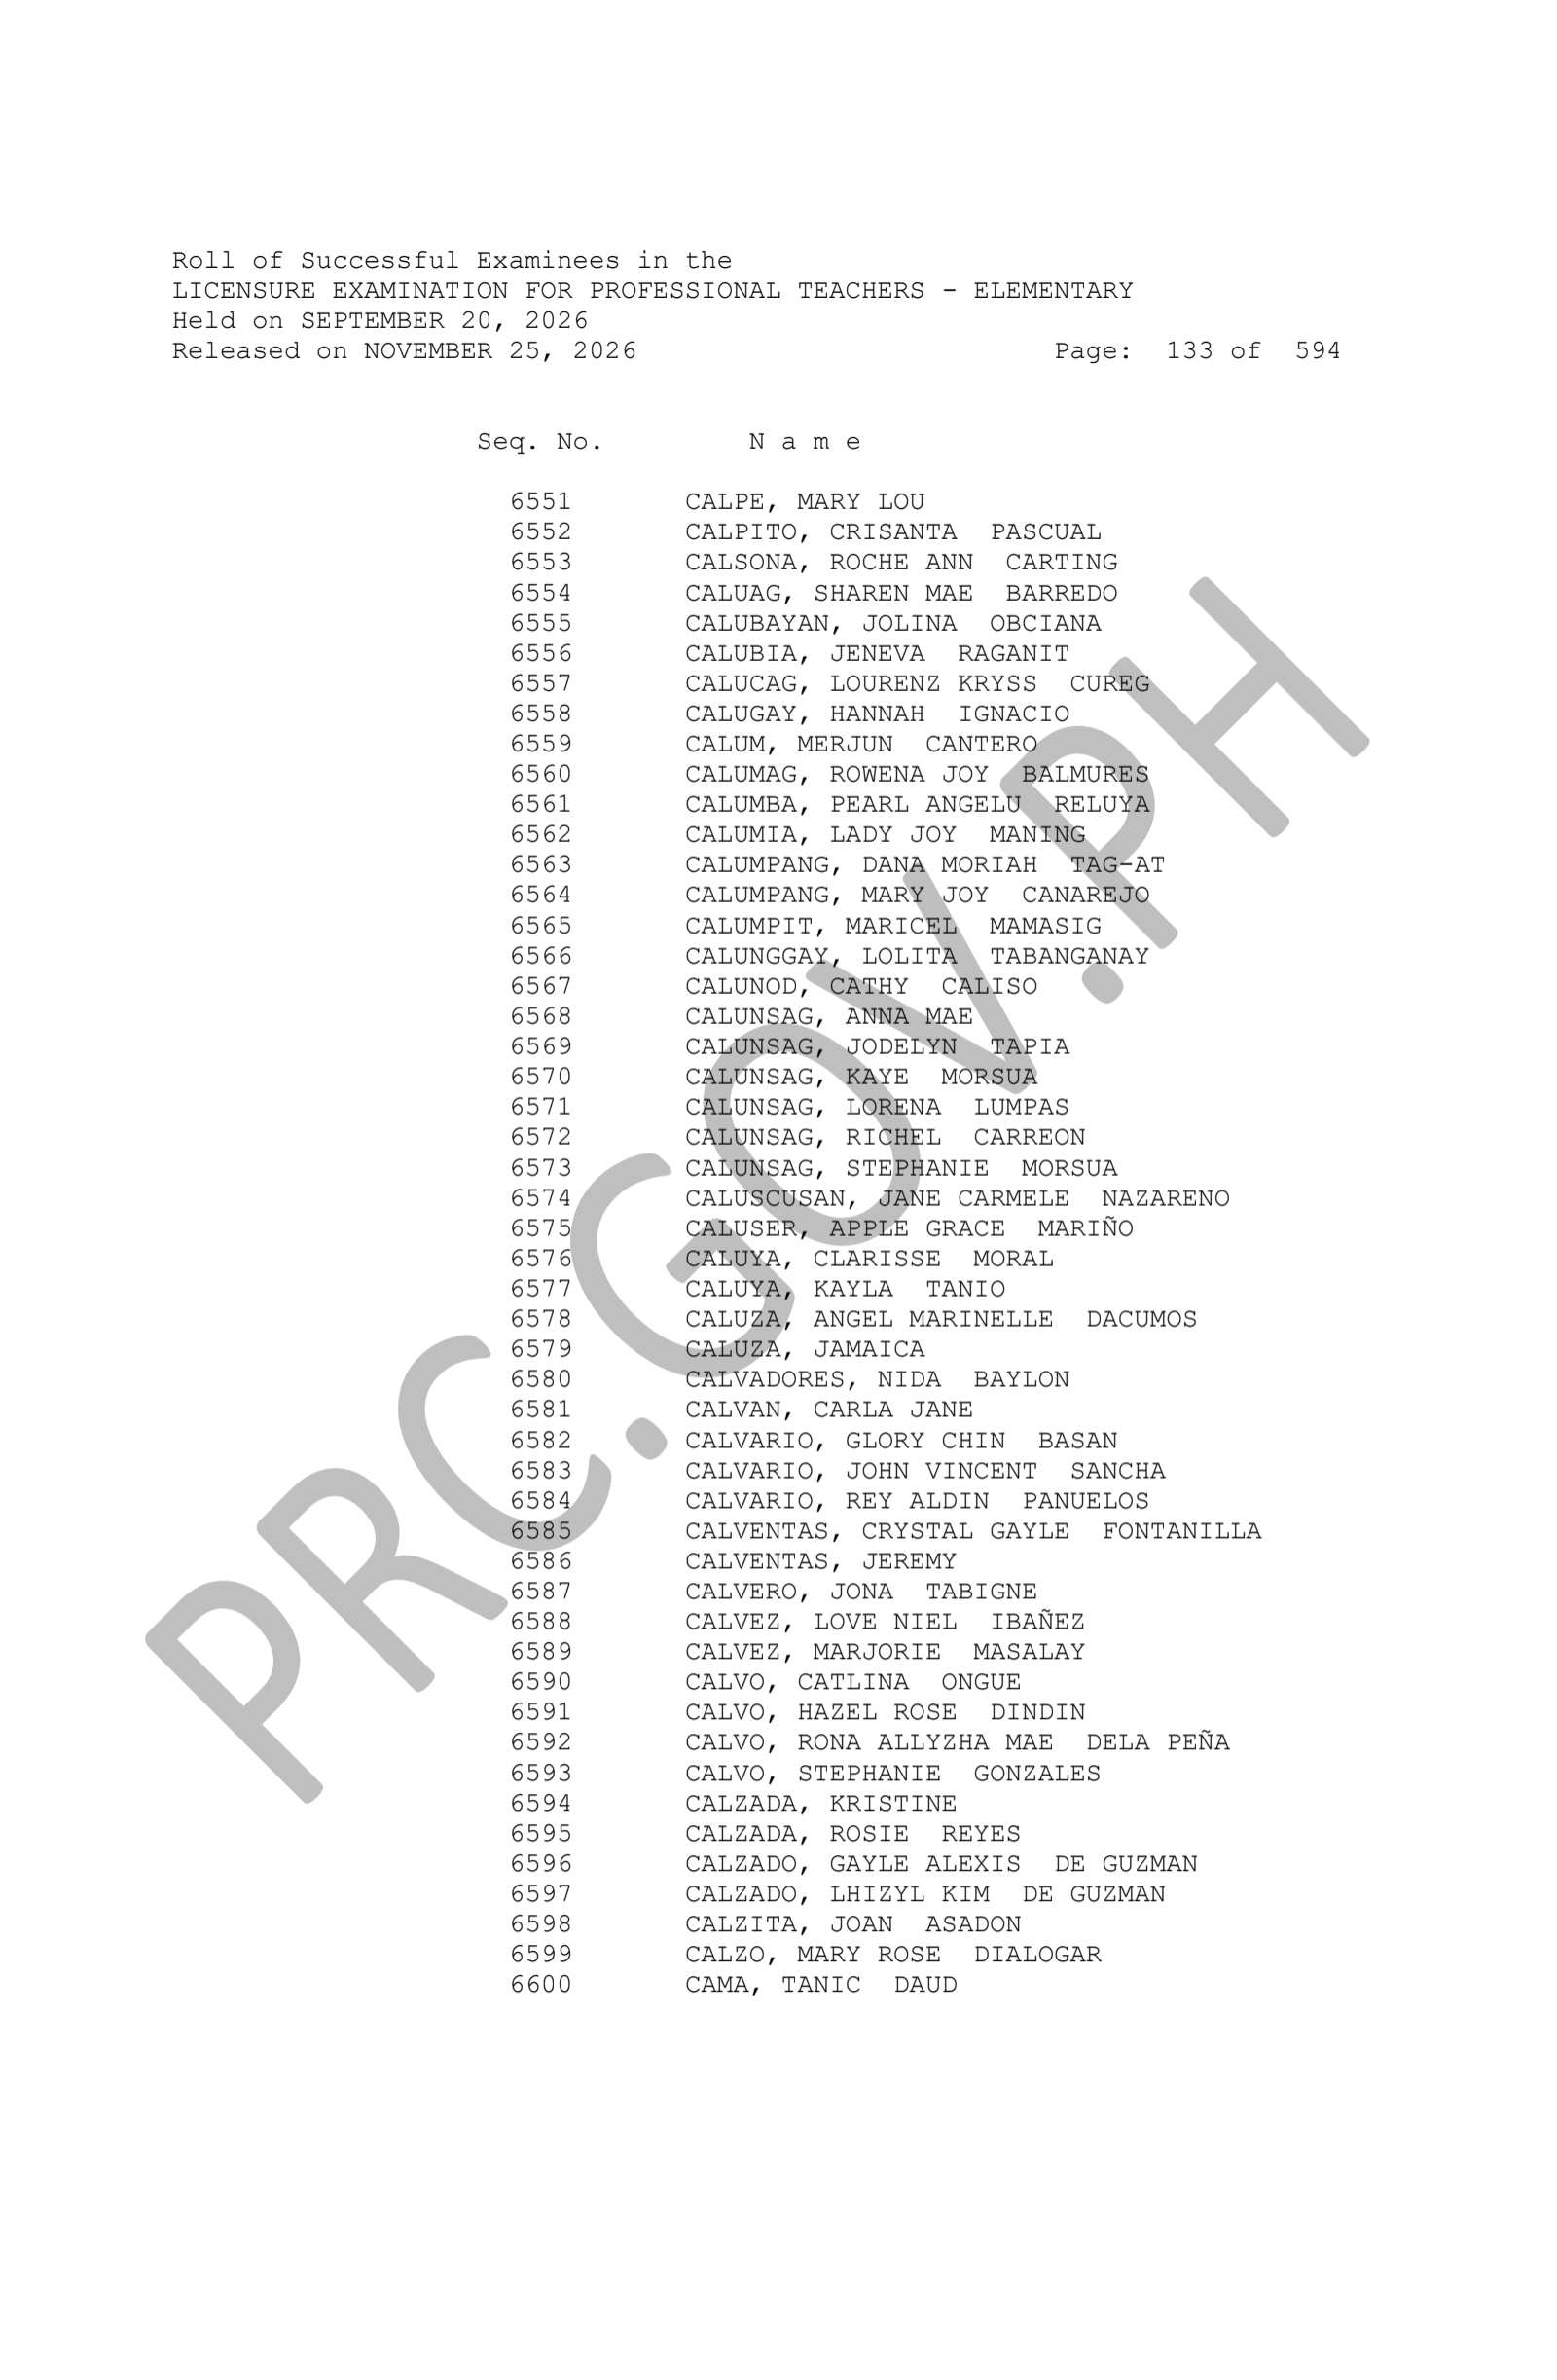 Roll of Successful Examinees in the
LICENSURE EXAMINATION FOR PROFESSIONAL TEACHERS - ELEMENTARY
Held on SEPTEMBER 20, 2026
Released on NOVEMBER 25, 2026 Page: 133 of 594
Seq. No. N a m e
6551 CALPE, MARY LOU
6552 CALPITO, CRISANTA PASCUAL
6553 CALSONA, ROCHE ANN CARTING
6554 CALUAG, SHAREN MAE BARREDO
6555 CALUBAYAN, JOLINA OBCIANA
6556 CALUBIA, JENEVA RAGANIT
6557 CALUCAG, LOURENZ KRYSS CUREG
6558 CALUGAY, HANNAH IGNACIO
6559 CALUM, MERJUN CANTERO
6560 CALUMAG, ROWENA JOY BALMURES
6561 CALUMBA, PEARL ANGELU RELUYA
6562 CALUMIA, LADY JOY MANING
6563 CALUMPANG, DANA MORIAH TAG-AT
6564 CALUMPANG, MARY JOY CANAREJO
6565 CALUMPIT, MARICEL MAMASIG
6566 CALUNGGAY, LOLITA TABANGANAY
6567 CALUNOD, CATHY CALISO
6568 CALUNSAG, ANNA MAE
6569 CALUNSAG, JODELYN TAPIA
6570 CALUNSAG, KAYE MORSUA
6571 CALUNSAG, LORENA LUMPAS
6572 CALUNSAG, RICHEL CARREON
6573 CALUNSAG, STEPHANIE MORSUA
6574 CALUSCUSAN, JANE CARMELE NAZARENO
6575 CALUSER, APPLE GRACE MARIÑO
6576 CALUYA, CLARISSE MORAL
6577 CALUYA, KAYLA TANIO
6578 CALUZA, ANGEL MARINELLE DACUMOS
6579 CALUZA, JAMAICA
6580 CALVADORES, NIDA BAYLON
6581 CALVAN, CARLA JANE
6582 CALVARIO, GLORY CHIN BASAN
6583 CALVARIO, JOHN VINCENT SANCHA
6584 CALVARIO, REY ALDIN PANUELOS
6585 CALVENTAS, CRYSTAL GAYLE FONTANILLA
6586 CALVENTAS, JEREMY
6587 CALVERO, JONA TABIGNE
6588 CALVEZ, LOVE NIEL IBAÑEZ
6589 CALVEZ, MARJORIE MASALAY
6590 CALVO, CATLINA ONGUE
6591 CALVO, HAZEL ROSE DINDIN
6592 CALVO, RONA ALLYZHA MAE DELA PEÑA
6593 CALVO, STEPHANIE GONZALES
6594 CALZADA, KRISTINE
6595 CALZADA, ROSIE REYES
6596 CALZADO, GAYLE ALEXIS DE GUZMAN
6597 CALZADO, LHIZYL KIM DE GUZMAN
6598 CALZITA, JOAN ASADON
6599 CALZO, MARY ROSE DIALOGAR
6600 CAMA, TANIC DAUD
PRC.GOV.PH